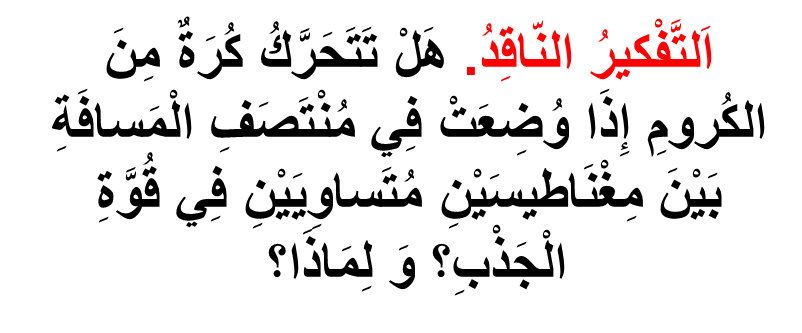 اَلتَّفْكيرُ النّاقِدُ. هَلْ تَتَحَرَّكُ كُرَةٌ مِنَ
الكُرومِ إِذَا وُضِعَتْ فِي مُنْتَصَفِ الْمَسافَةِ
بَيْنَ مِغْنَاطيسَيْنِ مُتَساوِيَيْنِ فِي قُوَّةِ
الْجَذْبِ؟ وَ لِمَاذَا؟